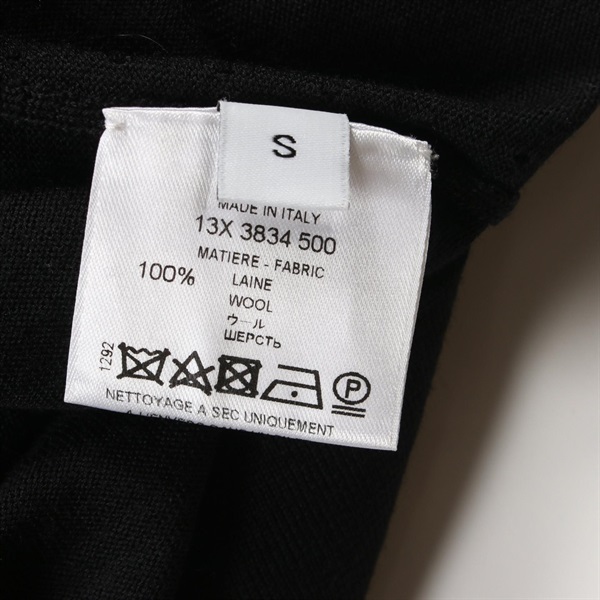 S
MADE IN ITALY
13X 3834 500
MATIERE - FABRIC
100% LAINE
WOOL
ウール
ШЕРСТЬ
1292
P
NETTOYAGE A SEC UNIQUEMENT